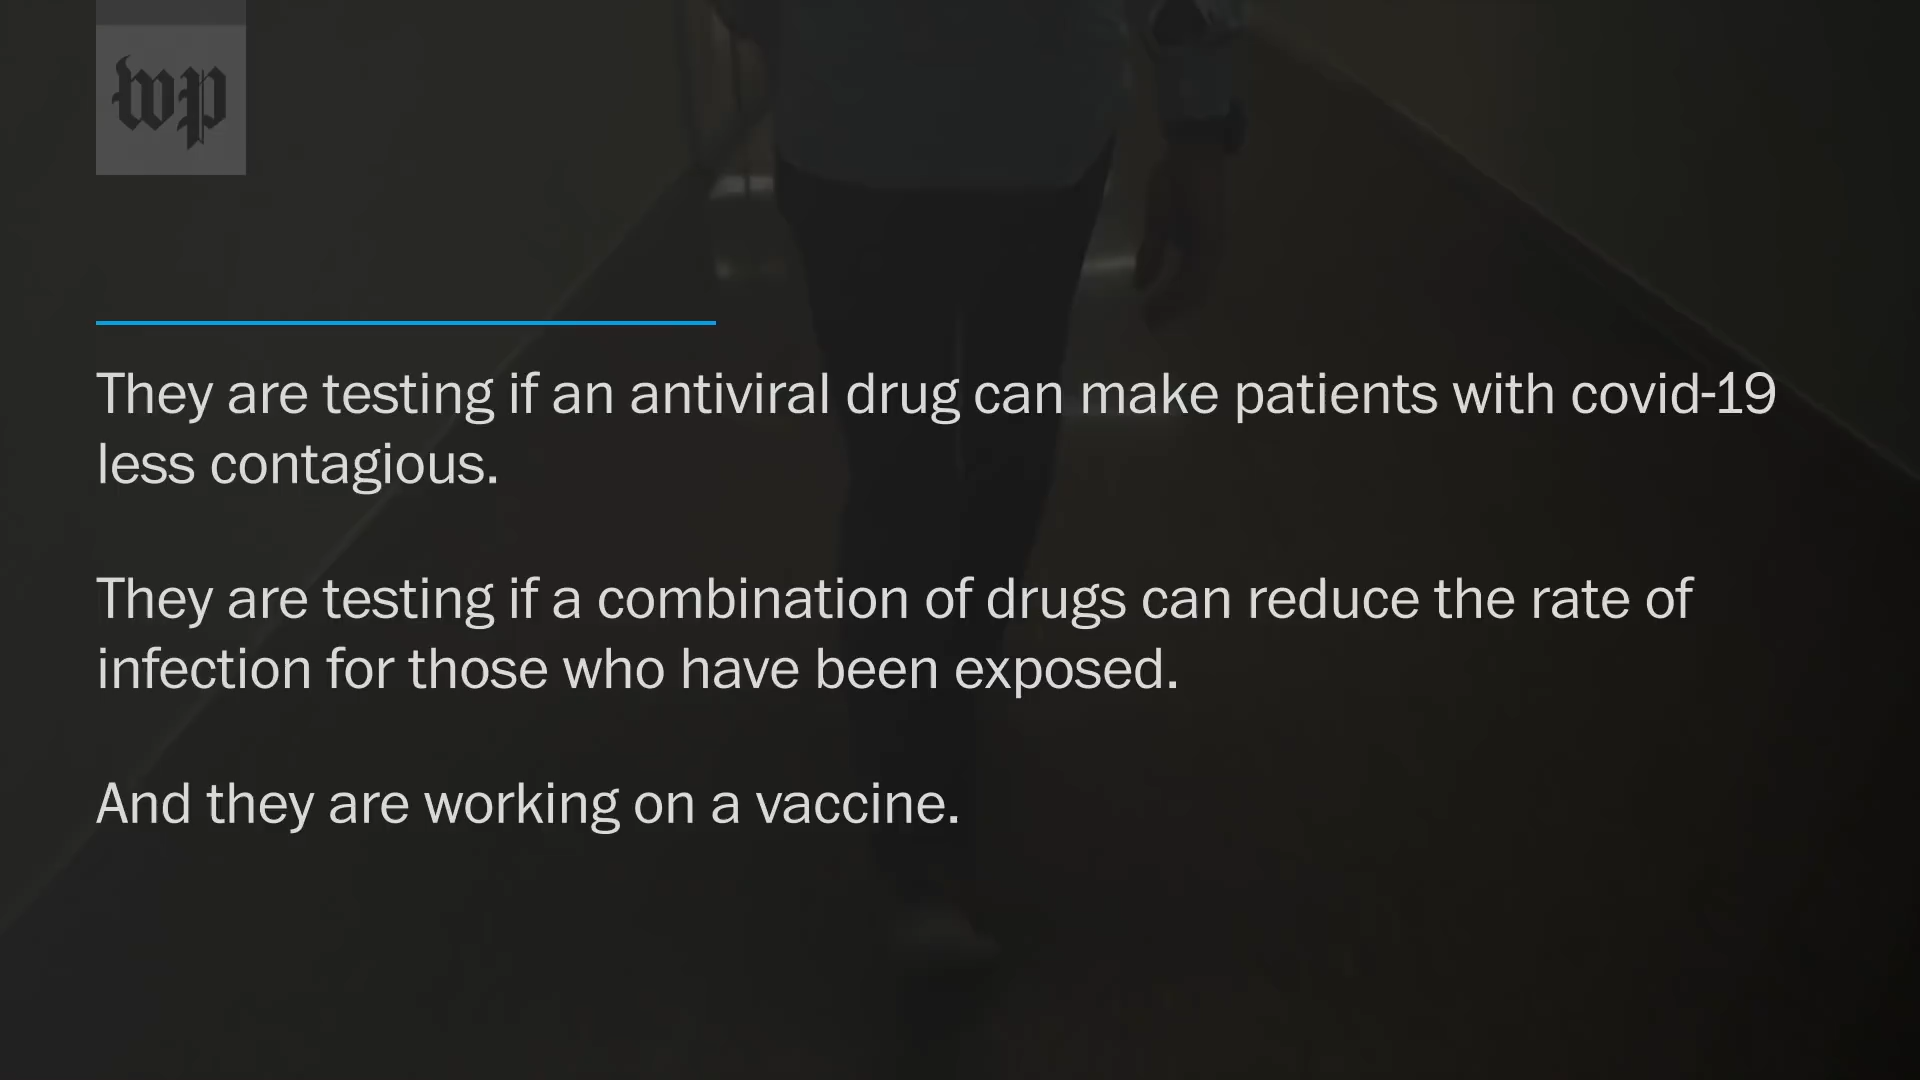 wp
They are testing if an antiviral drug can make patients with covid-19
less contagious.
They are testing if a combination of drugs can reduce the rate of
infection for those who have been exposed.
And they are working on a vaccine.